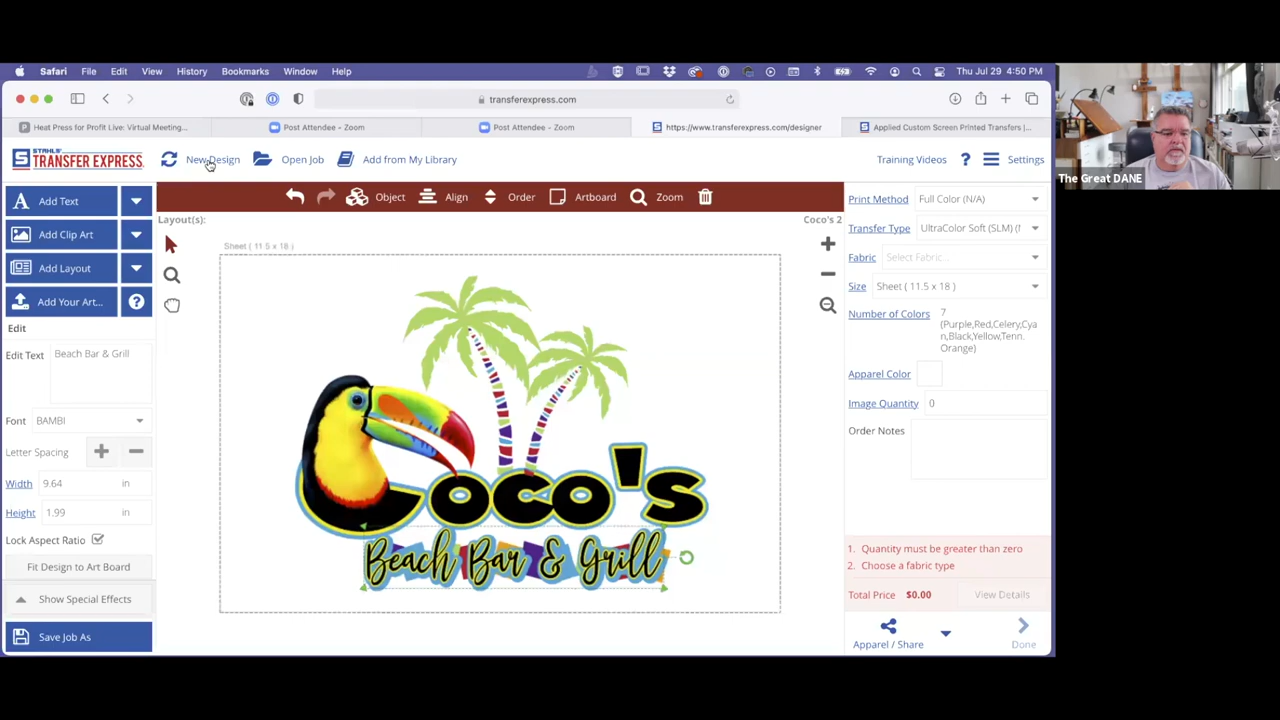 Safari File Edit View History Bookmarks Window Help Thu Jul 29 4:50 PM
transferexpress.com
Heat Press for Profit Live: Virtual Meeting... Post Attendee - Zoom Post Attendee - Zoom https://www.transferexpress.com/designer Applied Custom Screen Printed Transfers |...
STAHLS' TRANSFER EXPRESS New Design Open Job Add from My Library Training Videos ? Settings
The Great DANE
Add Text
Add Clip Art
Add Layout
Add Your Art... ?
Edit
Edit Text Beach Bar & Grill
Font BAMBI
Letter Spacing
Width 9.64 in
Height 1.99 in
Lock Aspect Ratio
Fit Design to Art Board
Show Special Effects
Save Job As
Object Align Order Artboard Zoom
Layout(s): Coco's 2
Sheet ( 11.5 x 18 )
Coco's
Beach Bar & Grill
Print Method Full Color (N/A)
Transfer Type UltraColor Soft (SLM) (
Fabric Select Fabric...
Size Sheet ( 11.5 x 18 )
Number of Colors 7
(Purple,Red,Celery,Cya
n,Black,Yellow,Tenn.
Orange)
Apparel Color
Image Quantity 0
Order Notes
1. Quantity must be greater than zero
2. Choose a fabric type
Total Price $0.00 View Details
Apparel / Share Done